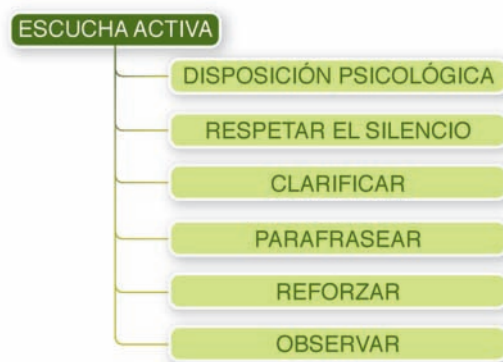 ESCUCHA ACTIVA
DISPOSICIÓN PSICOLÓGICA
RESPETAR EL SILENCIO
CLARIFICAR
PARAFRASEAR
REFORZAR
OBSERVAR